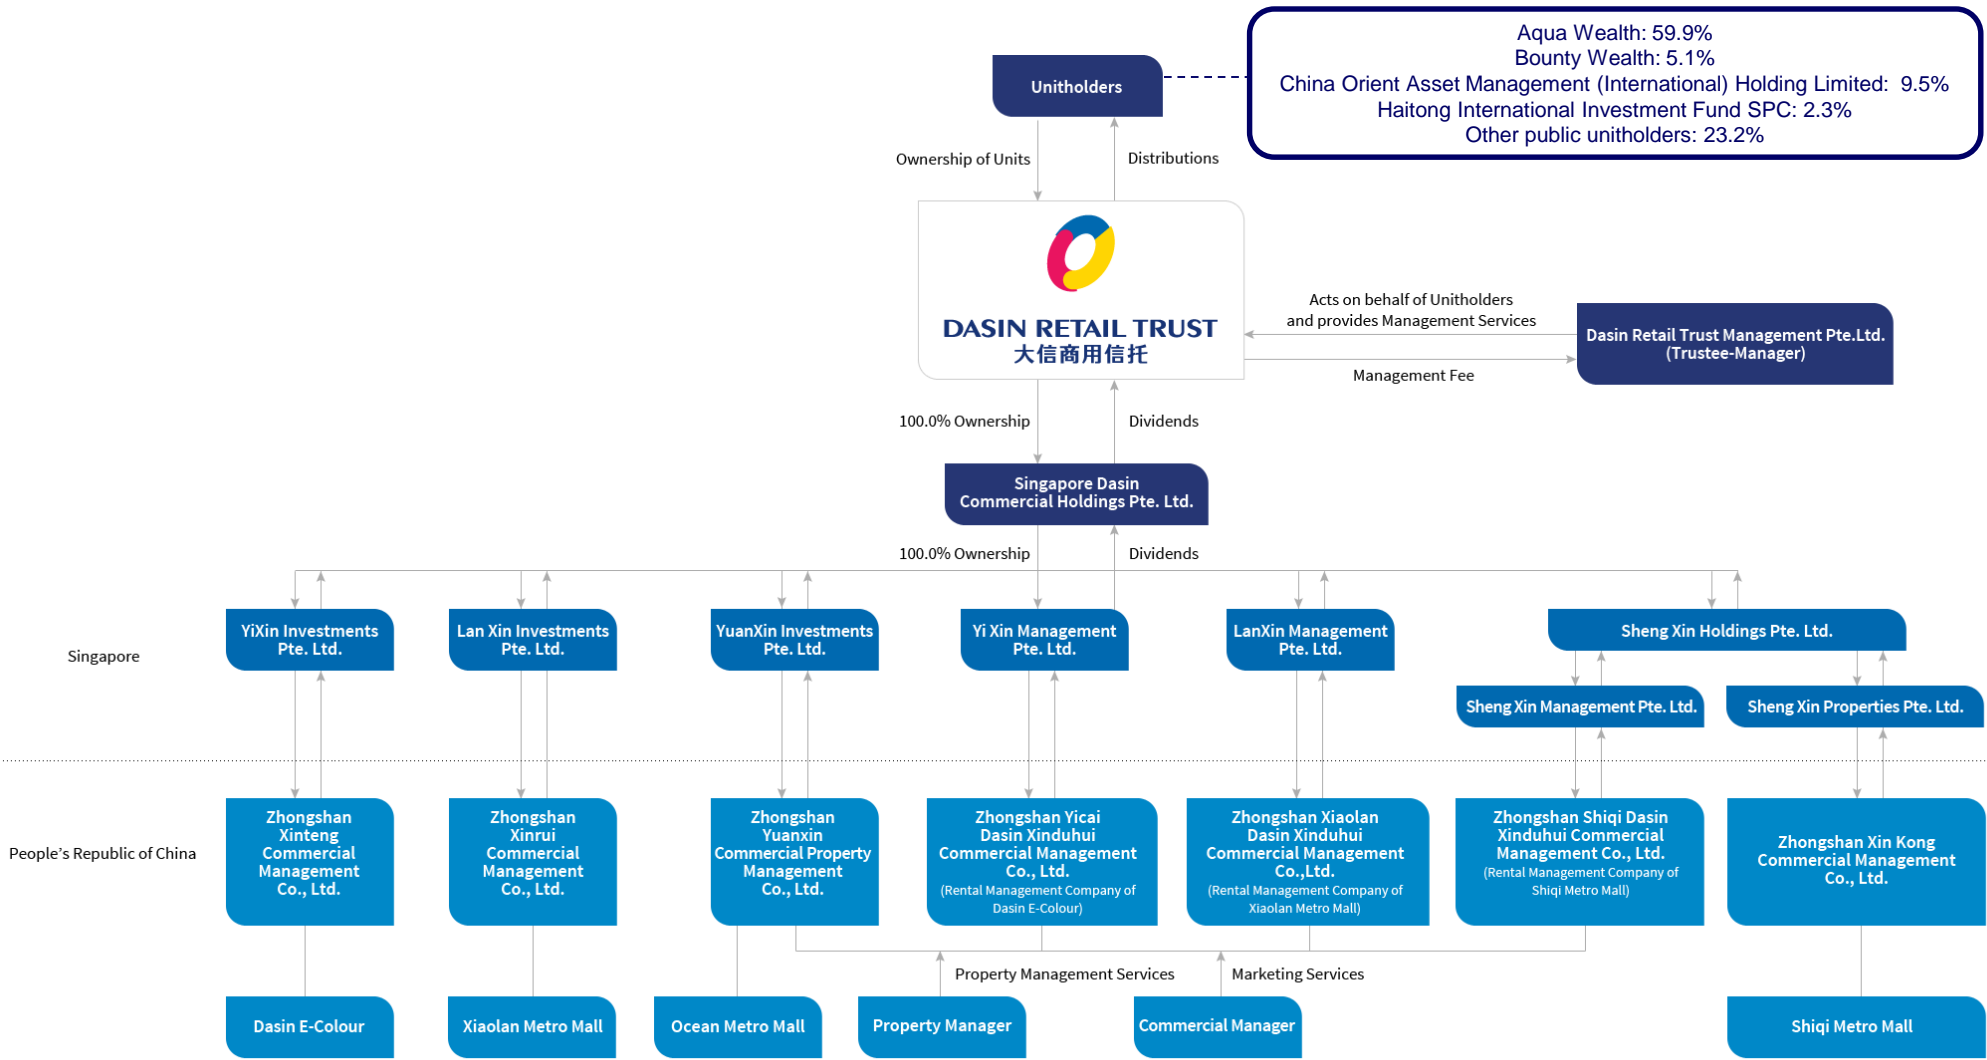 Aqua Wealth: 59.9%
Bounty Wealth: 5.1%
China Orient Asset Management (International) Holding Limited: 9.5%
Haitong International Investment Fund SPC: 2.3%
Other public unitholders: 23.2%
Unitholders
Ownership of Units
Distributions
DASIN RETAIL TRUST
大信商用信托
Acts on behalf of Unitholders
and provides Management Services
Management Fee
Dasin Retail Trust Management Pte.Ltd.
(Trustee-Manager)
100.0% Ownership
Dividends
Singapore Dasin
Commercial Holdings Pte. Ltd.
100.0% Ownership
Dividends
Singapore
YiXin Investments
Pte. Ltd.
Lan Xin Investments
Pte. Ltd.
YuanXin Investments
Pte. Ltd.
Yi Xin Management
Pte. Ltd.
LanXin Management
Pte. Ltd.
Sheng Xin Holdings Pte. Ltd.
Sheng Xin Management Pte. Ltd.
Sheng Xin Properties Pte. Ltd.
People's Republic of China
Zhongshan
Xinteng
Commercial
Management
Co., Ltd.
Zhongshan
Xinrui
Commercial
Management
Co., Ltd.
Zhongshan
Yuanxin
Commercial Property
Management
Co., Ltd.
Zhongshan Yicai
Dasin Xinduhui
Commercial Management
Co., Ltd.
(Rental Management Company of
Dasin E-Colour)
Zhongshan Xiaolan
Dasin Xinduhui
Commercial Management
Co.,Ltd.
(Rental Management Company of
Xiaolan Metro Mall)
Zhongshan Shiqi Dasin
Xinduhui Commercial
Management Co., Ltd.
(Rental Management Company of
Shiqi Metro Mall)
Zhongshan Xin Kong
Commercial Management
Co., Ltd.
Property Management Services
Marketing Services
Dasin E-Colour
Xiaolan Metro Mall
Ocean Metro Mall
Property Manager
Commercial Manager
Shiqi Metro Mall